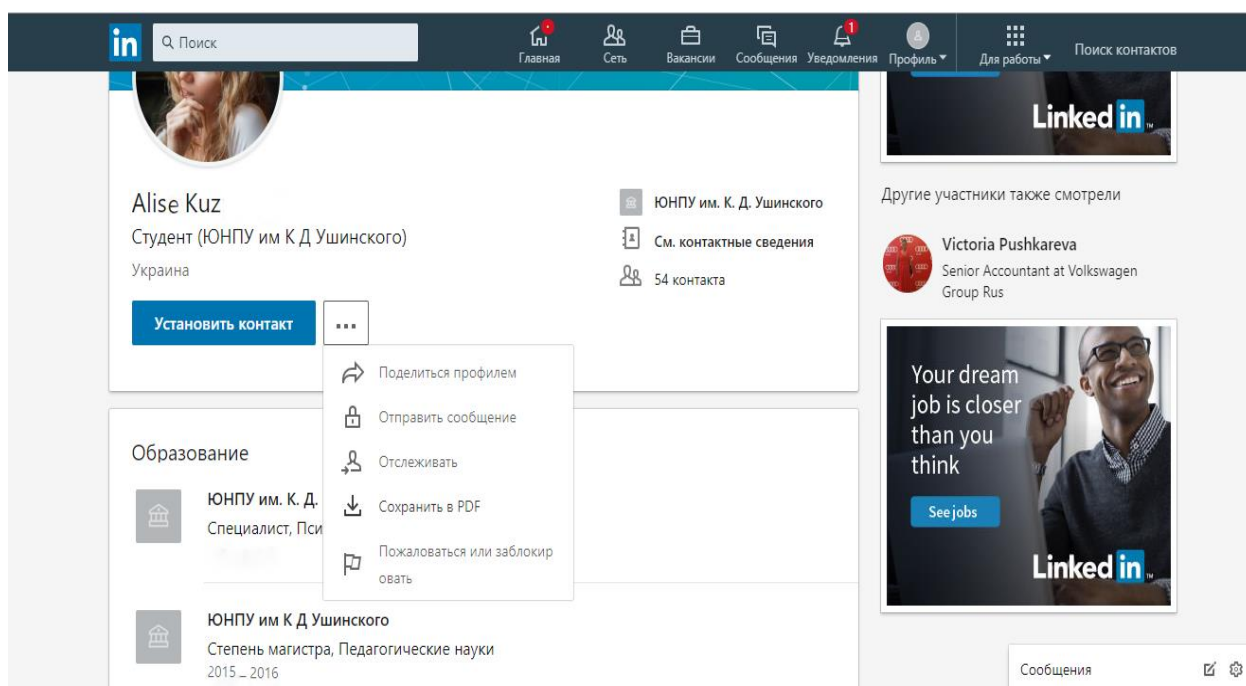 in
Поиск
Главная
Сеть
Вакансии
Сообщения
1
Уведомления
Профиль
Для работы
Поиск контактов
Alise Kuz
Студент (ЮНПУ им К Д Ушинского)
Украина
ЮНПУ им. К. Д. Ушинского
См. контактные сведения
54 контакта
Установить контакт
...
Поделиться профилем
Отправить сообщение
Отслеживать
Сохранить в PDF
Пожаловаться или заблокир
овать
Образование
ЮНПУ им. К. Д.
Специалист, Пси
ЮНПУ им К Д Ушинского
Степень магистра, Педагогические науки
2015 – 2016
Linked in
Другие участники также смотрели
Victoria Pushkareva
Senior Accountant at Volkswagen
Group Rus
Your dream
job is closer
than you
think
See jobs
Linked in
Сообщения